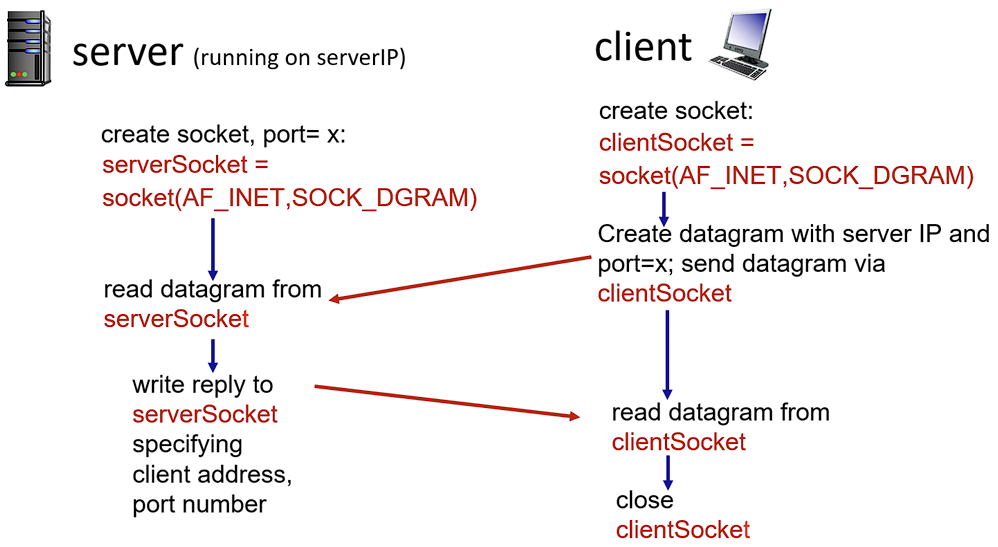 server (running on serverIP)
create socket, port= x:
serverSocket =
socket(AF_INET,SOCK_DGRAM)
read datagram from
serverSocket
write reply to
serverSocket
specifying
client address,
port number
client
create socket:
clientSocket =
socket(AF_INET,SOCK_DGRAM)
Create datagram with server IP and
port=x; send datagram via
clientSocket
read datagram from
clientSocket
close
clientSocket